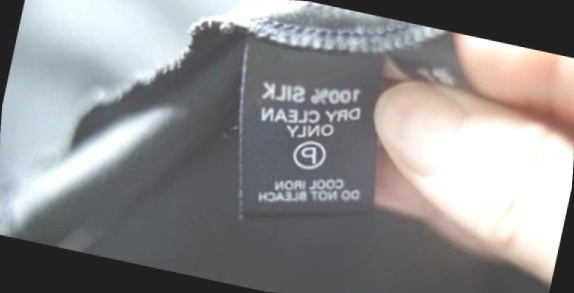 100% SILK
DRY CLEAN
ONLY
P
COOL IRON
DO NOT BLEACH